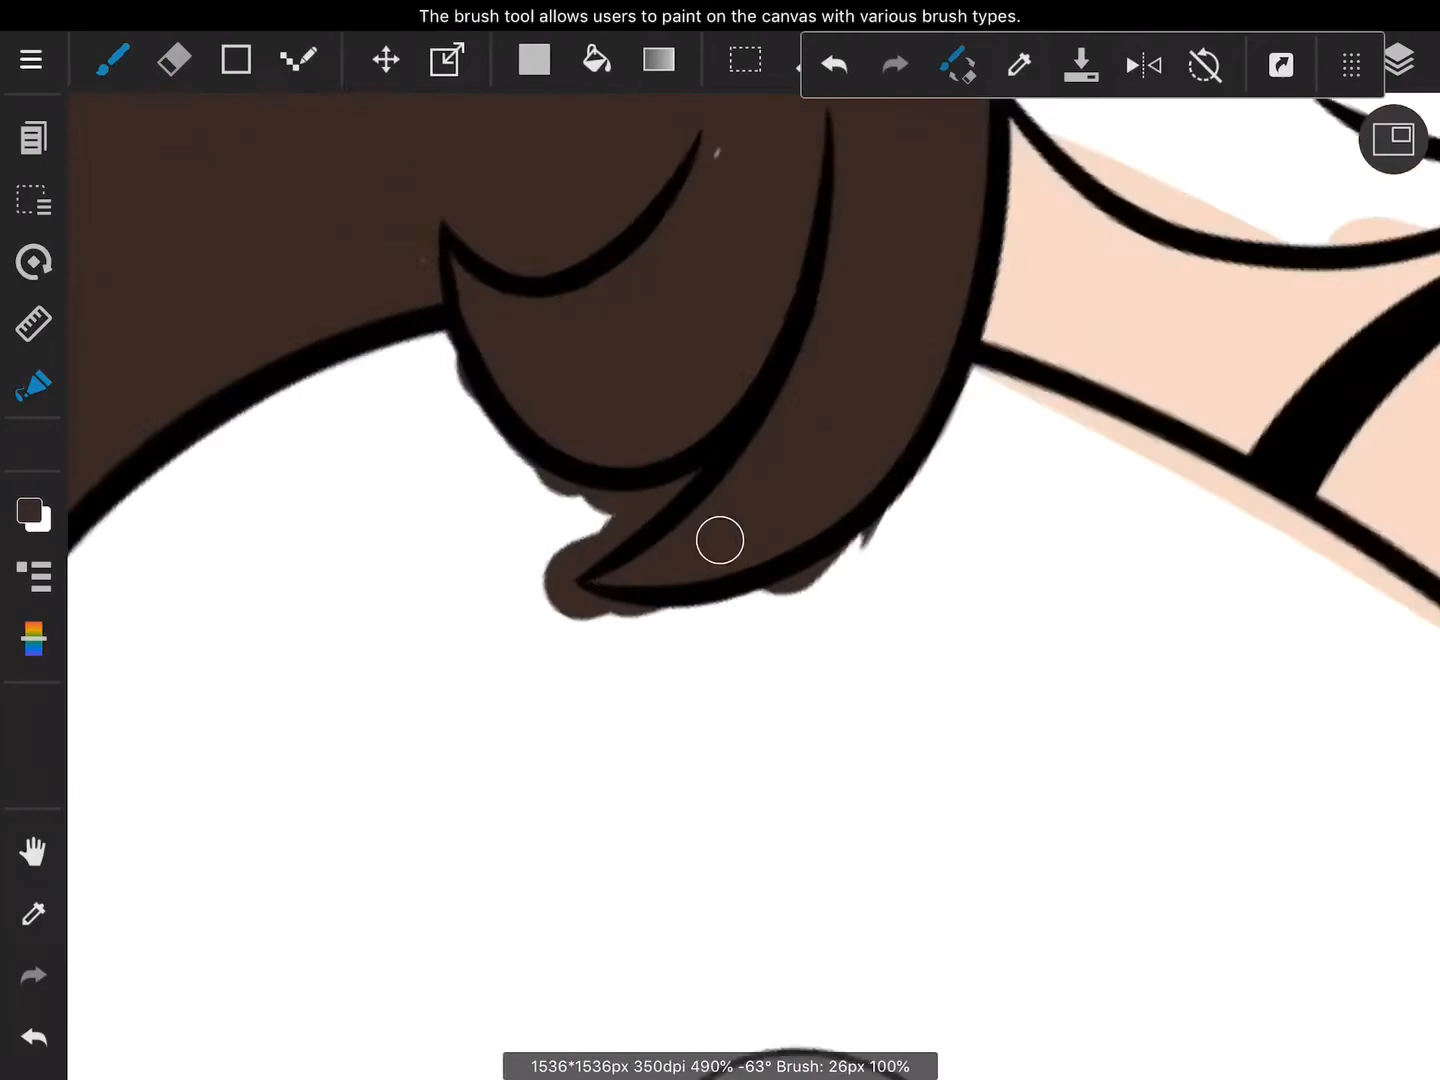 The brush tool allows users to paint on the canvas with various brush types.
1536*1536px 350dpi 490% -63° Brush: 26px 100%